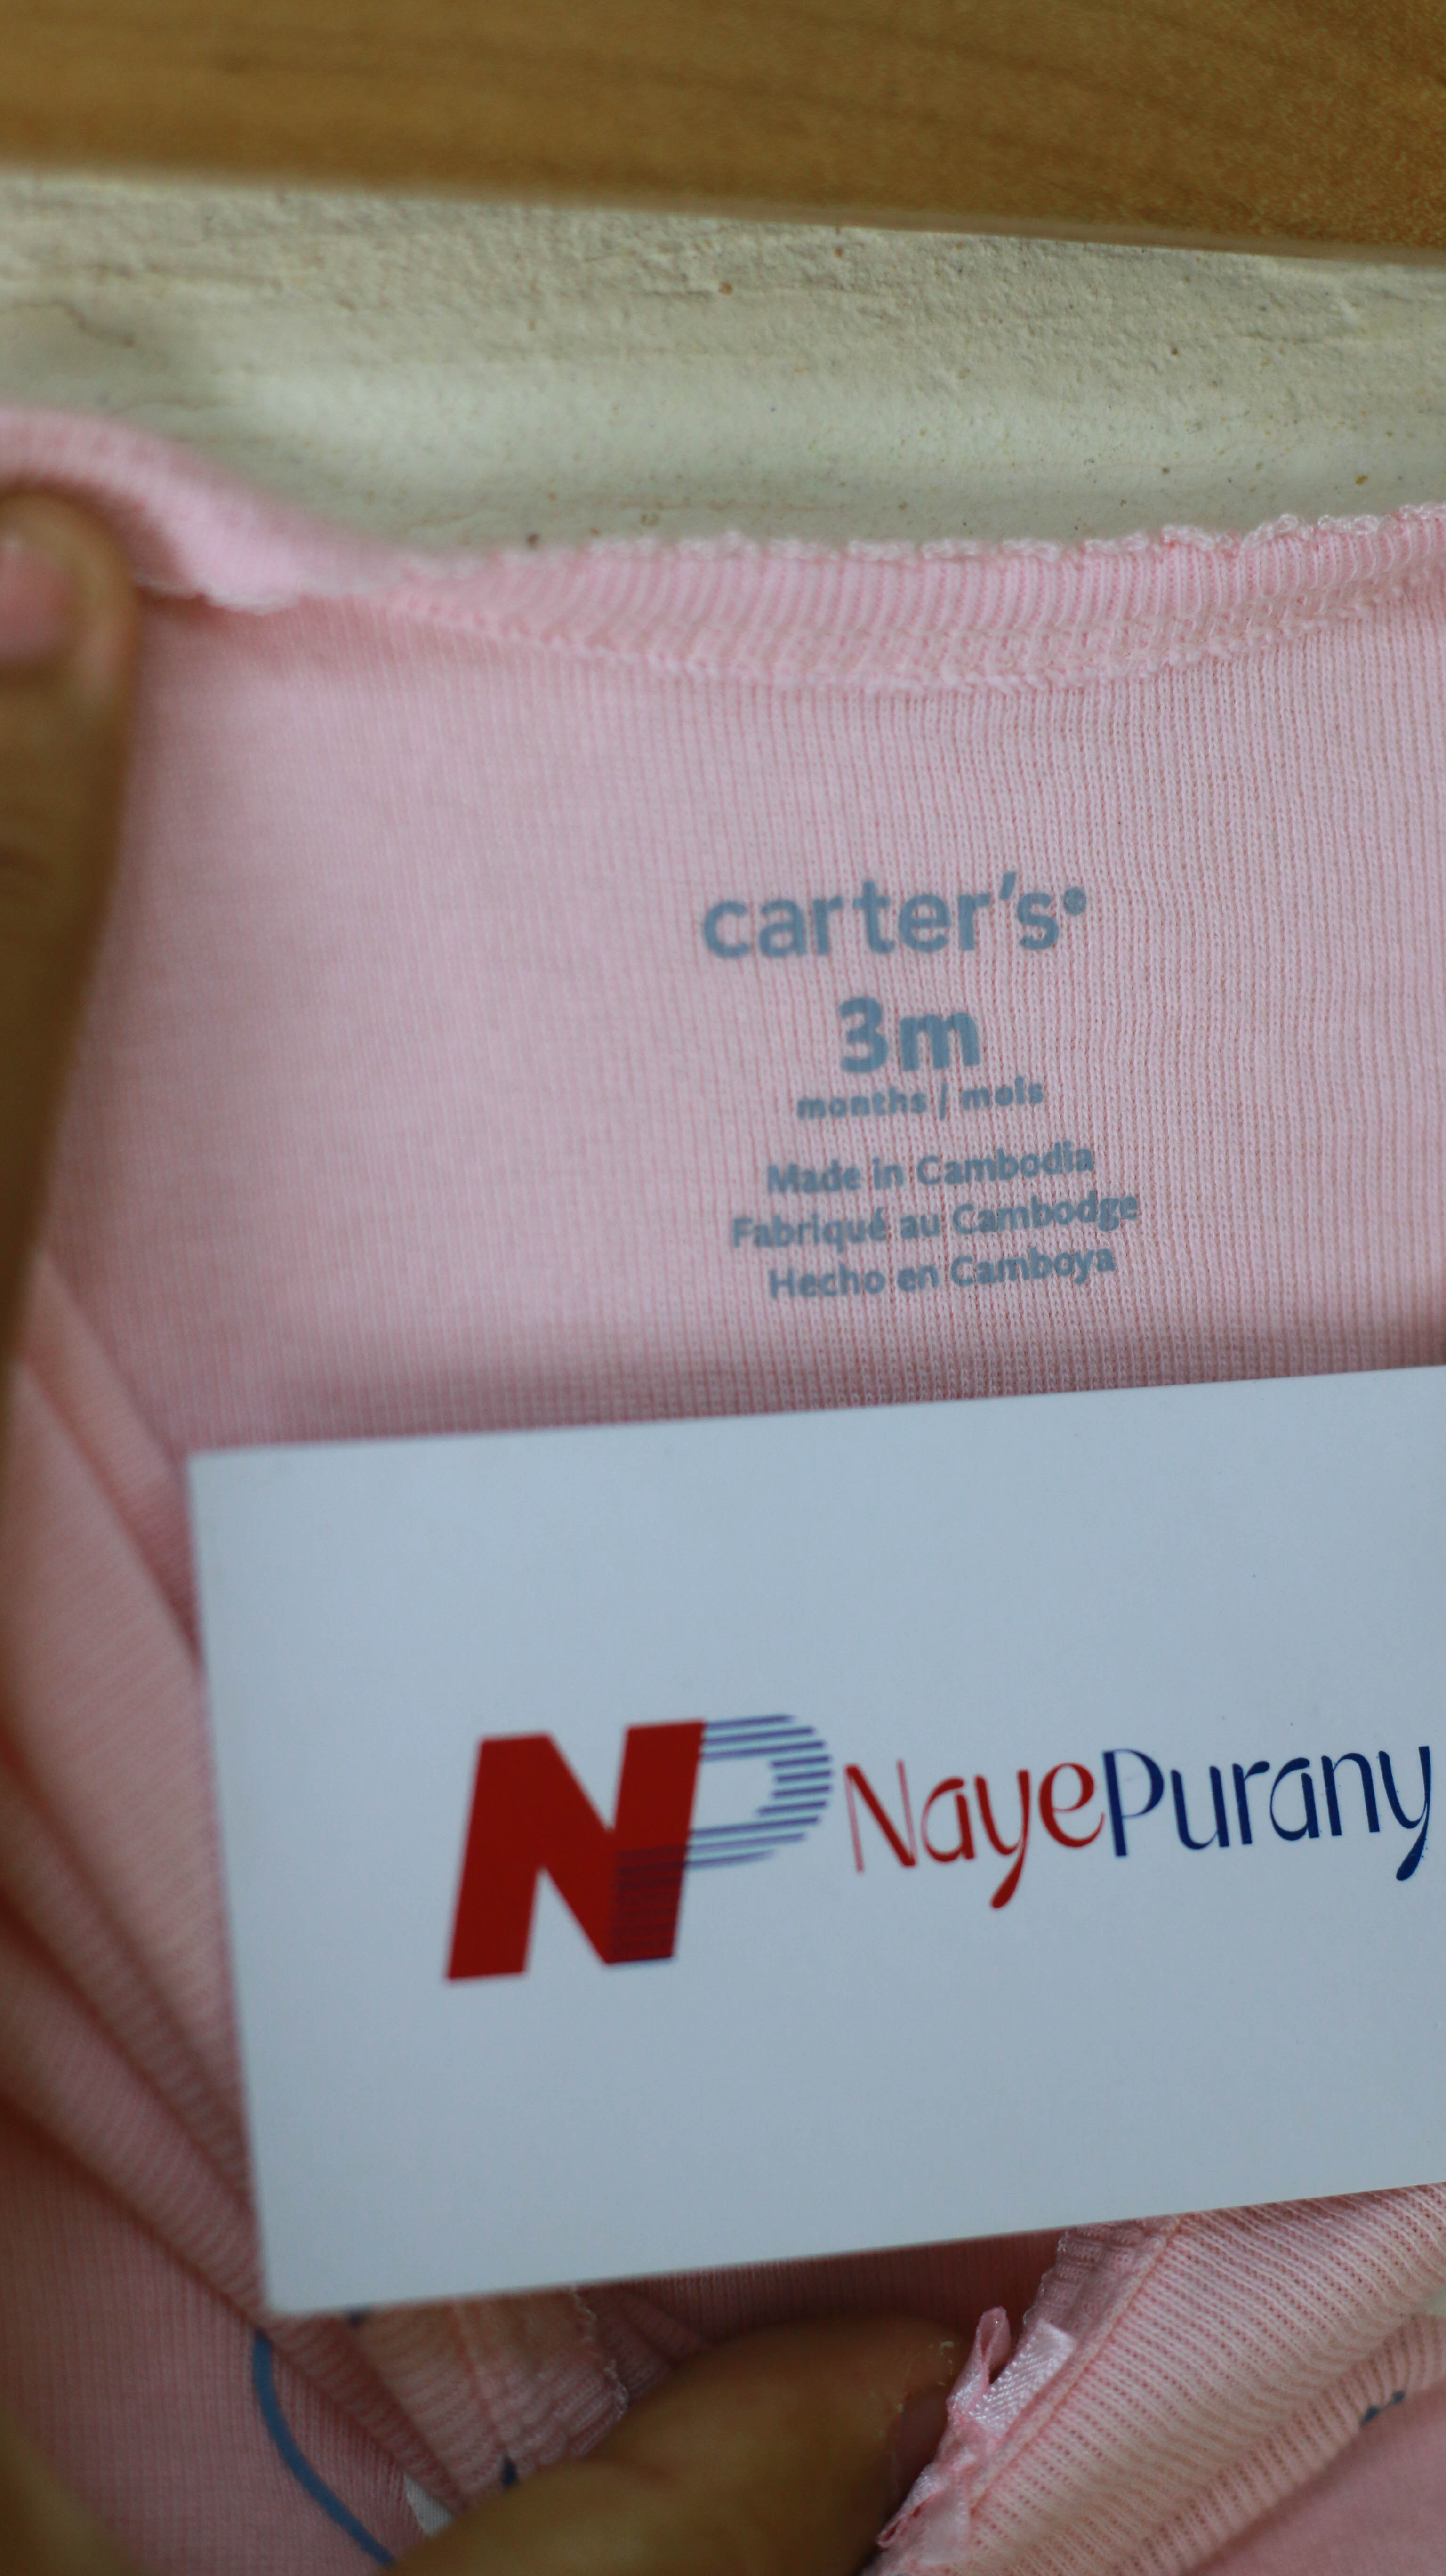 carter's
3m
months / mois
Made in Cambodia
Fabriqué au Cambodge
Hecho en Camboya
NP NayePurany